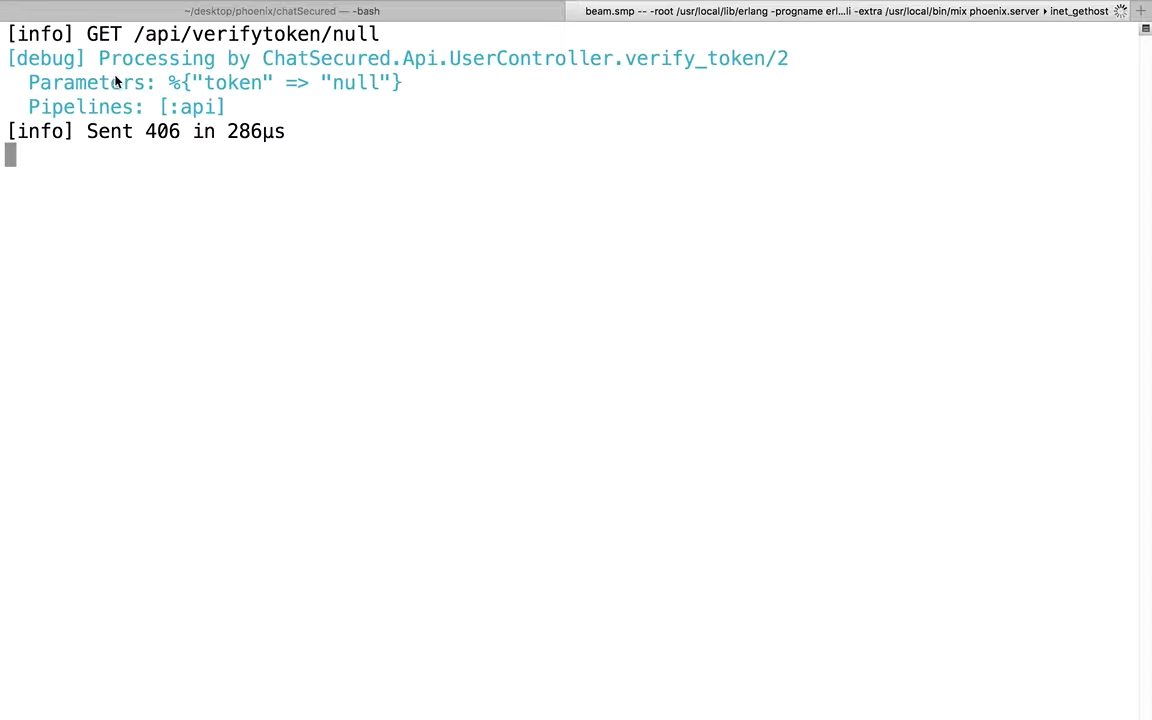 ~/desktop/phoenix/chatSecured — -bash
beam.smp -- -root /usr/local/lib/erlang -progname erl...li -extra /usr/local/bin/mix phoenix.server ▸ inet_gethost
[info] GET /api/verifytoken/null
[debug] Processing by ChatSecured.Api.UserController.verify_token/2
Parameters: %{"token" => "null"}
Pipelines: [:api]
[info] Sent 406 in 286µs